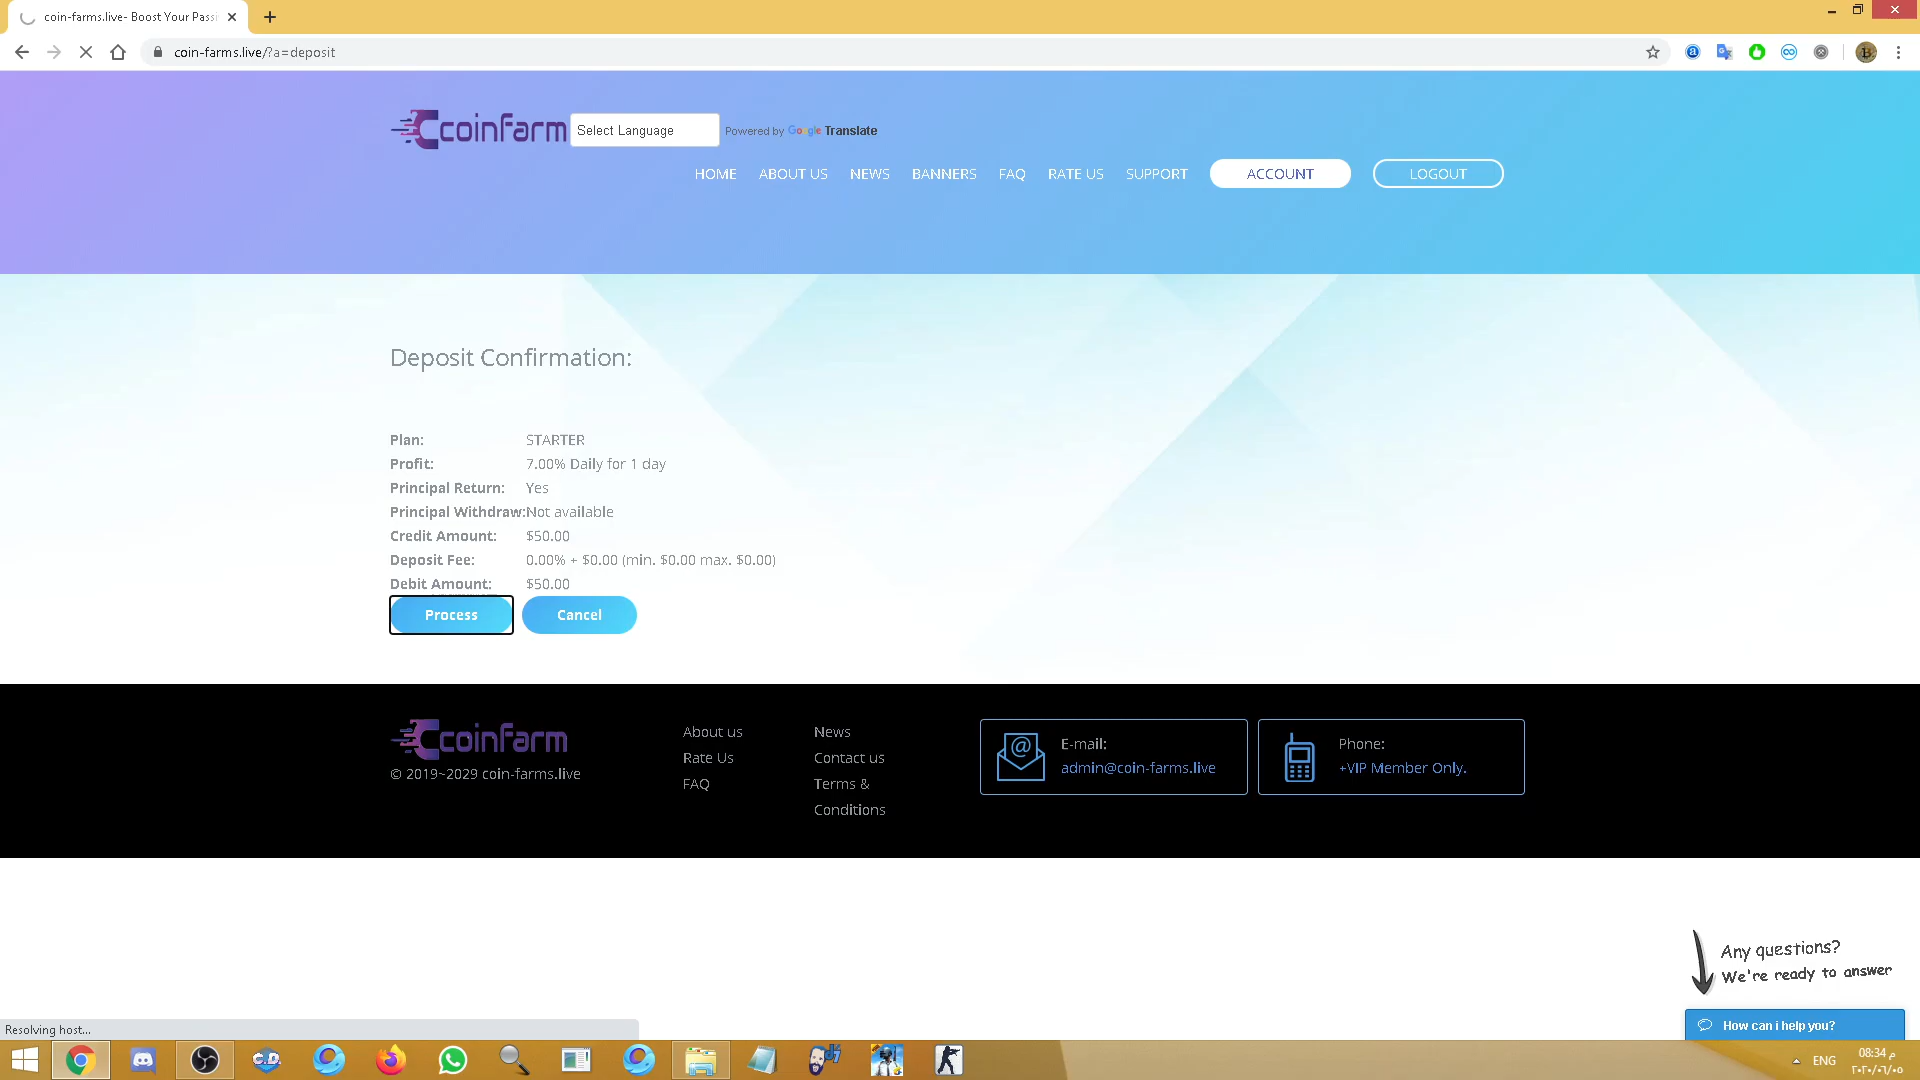 coin-farms.live- Boost Your Passi
coin-farms.live/?a=deposit
coinfarm
Select Language
Powered by Google Translate
HOME ABOUT US NEWS BANNERS FAQ RATE US SUPPORT ACCOUNT LOGOUT
Deposit Confirmation:
Plan: STARTER
Profit: 7.00% Daily for 1 day
Principal Return: Yes
Principal Withdraw: Not available
Credit Amount: $50.00
Deposit Fee: 0.00% + $0.00 (min. $0.00 max. $0.00)
Debit Amount: $50.00
Process Cancel
coinfarm
© 2019~2029 coin-farms.live
About us
Rate Us
FAQ
News
Contact us
Terms &
Conditions
E-mail:
admin@coin-farms.live
Phone:
+VIP Member Only.
Any questions?
We're ready to answer
How can i help you?
Resolving host...
C.D.
ENG
08:34 م
٢٠٢٠/٠٦/٠٥